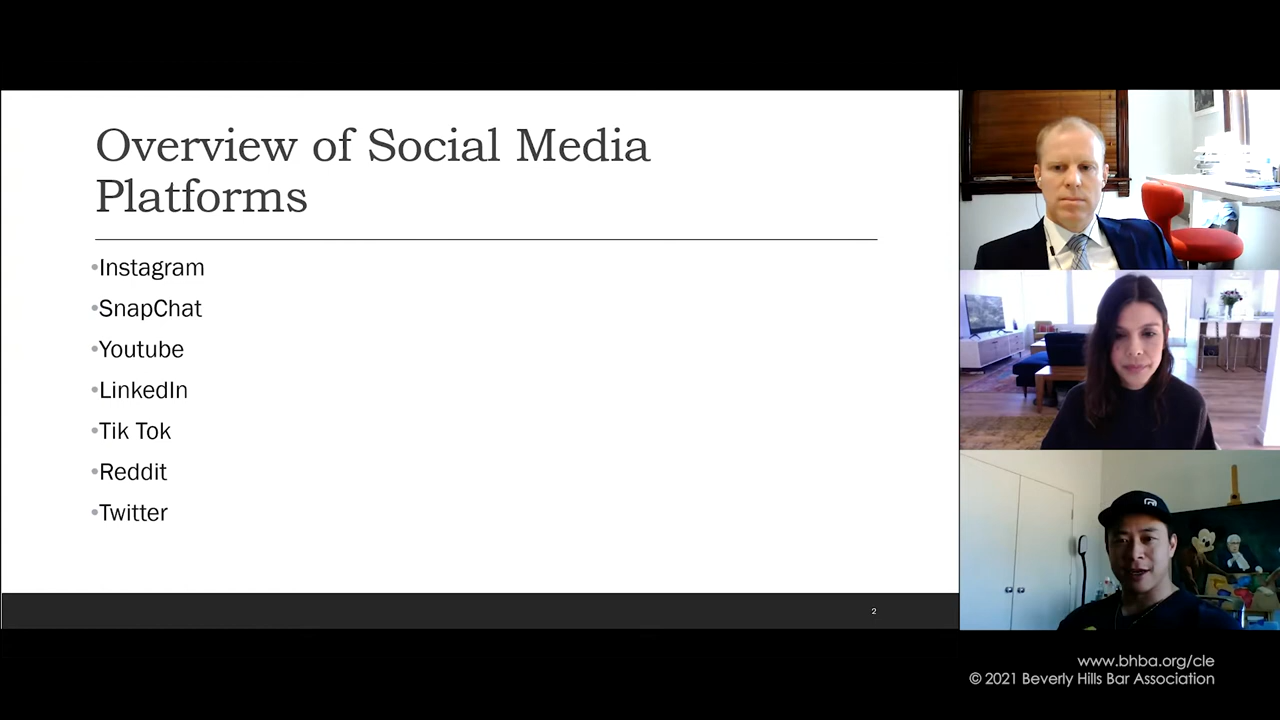 Overview of Social Media
Platforms
•Instagram
•SnapChat
•Youtube
•LinkedIn
•Tik Tok
•Reddit
•Twitter
2
www.bhba.org/cle
© 2021 Beverly Hills Bar Association